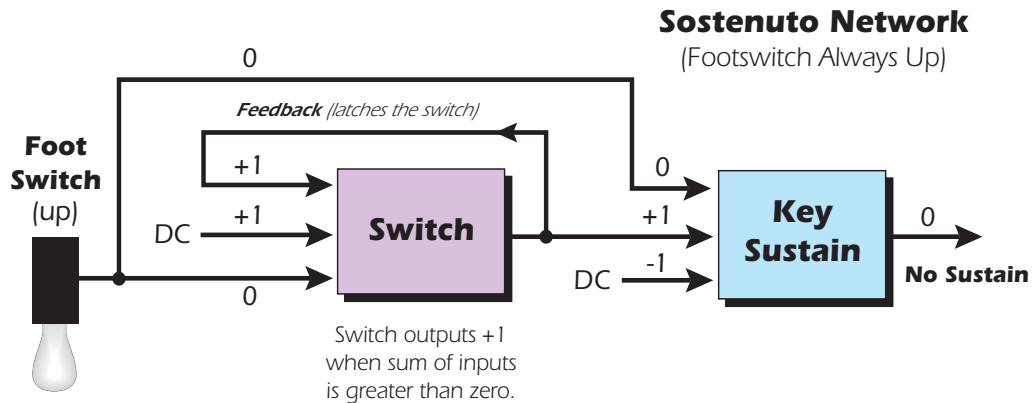 Sostenuto Network
(Footswitch Always Up)
0
Feedback (latches the switch)
Foot
Switch
(up)
+1
0
DC
+1
Switch
+1
Key
Sustain
0
0
DC
-1
No Sustain
Switch outputs +1
when sum of inputs
is greater than zero.